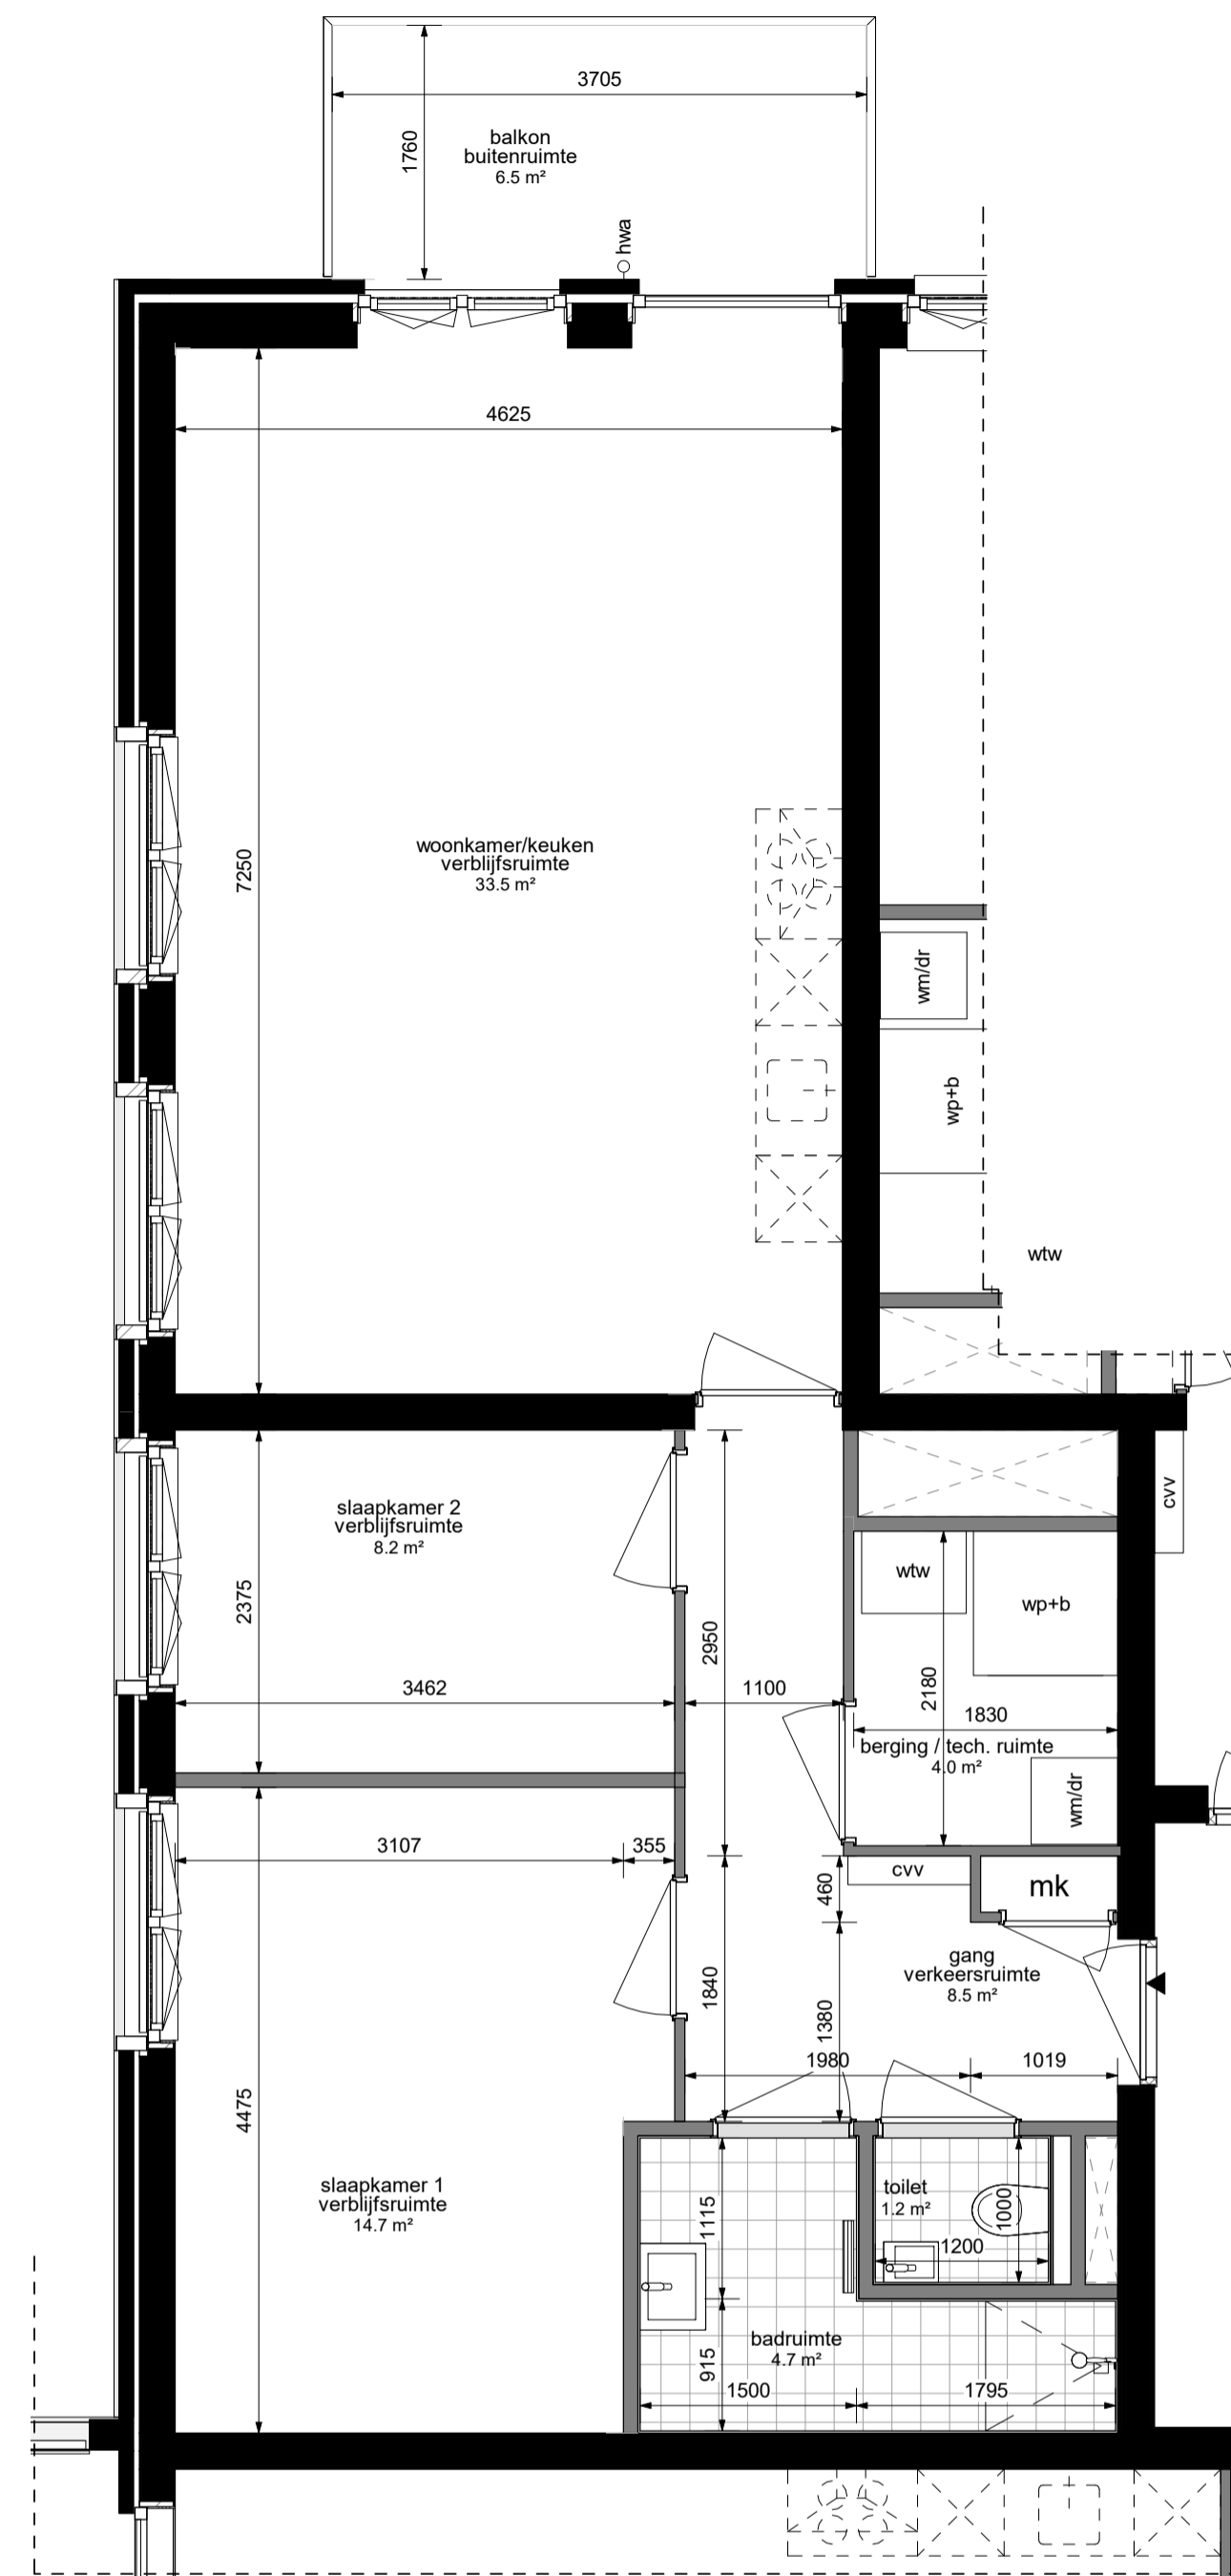 3705
1760
balkon
buitenruimte
6.5 m²
hwa
4625
7250
woonkamer/keuken
verblijfsruimte
33.5 m²
wm/dr
wp+b
wtw
cvv
slaapkamer 2
verblijfsruimte
8.2 m²
2375
3462
2950
1100
wtw
wp+b
2180
1830
berging / tech. ruimte
4.0 m²
wm/dr
3107
355
cvv
460
mk
gang
verkeersruimte
8.5 m²
1840
1380
1980
1019
4475
slaapkamer 1
verblijfsruimte
14.7 m²
1115
toilet
1.2 m²
1000
1200
badruimte
4.7 m²
915
1500
1795